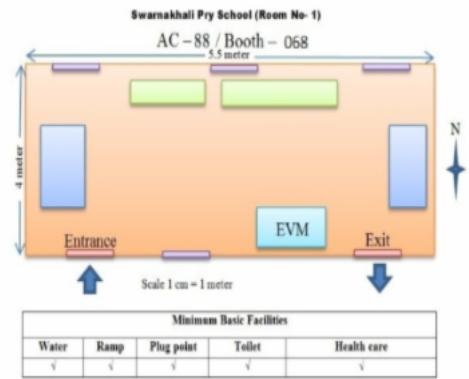 Swarnakhali Pry School (Room No- 1)
AC – 88 / Booth – 068
5.5 meter
4 meter
N
EVM
Entrance
Exit
Scale 1 cm = 1 meter
Minimum Basic Facilities
Water Ramp Plug point Toilet Health care
√ √ √ √ √